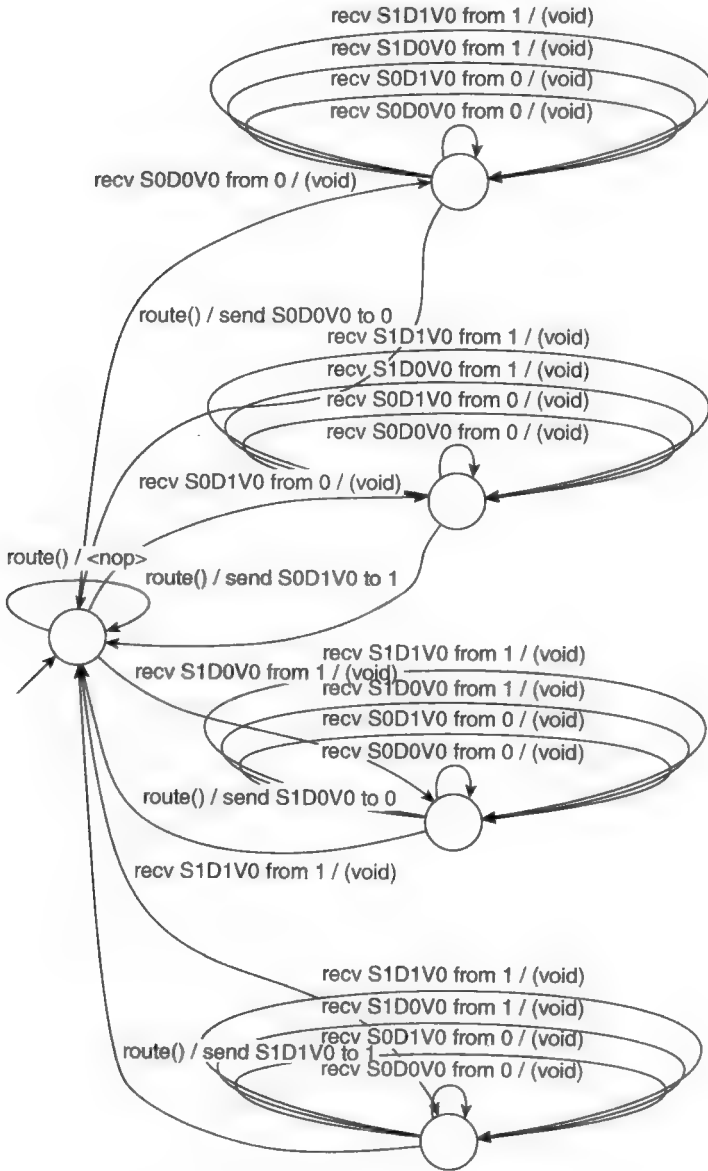 recv S1D1V0 from 1 / (void)
recv S1D0V0 from 1 / (void)
recv S0D1V0 from 0 / (void)
recv S0D0V0 from 0 / (void)
recv S0D0V0 from 0 / (void)
route() / send S0D0V0 to 0
recv S1D1V0 from 1 / (void)
recv S1D0V0 from 1 / (void)
recv S0D1V0 from 0 / (void)
recv S0D0V0 from 0 / (void)
recv S0D1V0 from 0 / (void)
route() / <nop>
route() / send S0D1V0 to 1
recv S1D1V0 from 1 / (void)
recv S1D0V0 from 1 / (void)
recv S1D0V0 from 1 / (void)
recv S0D1V0 from 0 / (void)
recv S0D0V0 from 0 / (void)
route() / send S1D0V0 to 0
recv S1D1V0 from 1 / (void)
recv S1D1V0 from 1 / (void)
recv S1D0V0 from 1 / (void)
recv S0D1V0 from 0 / (void)
route() / send S1D1V0 to 1
recv S0D0V0 from 0 / (void)